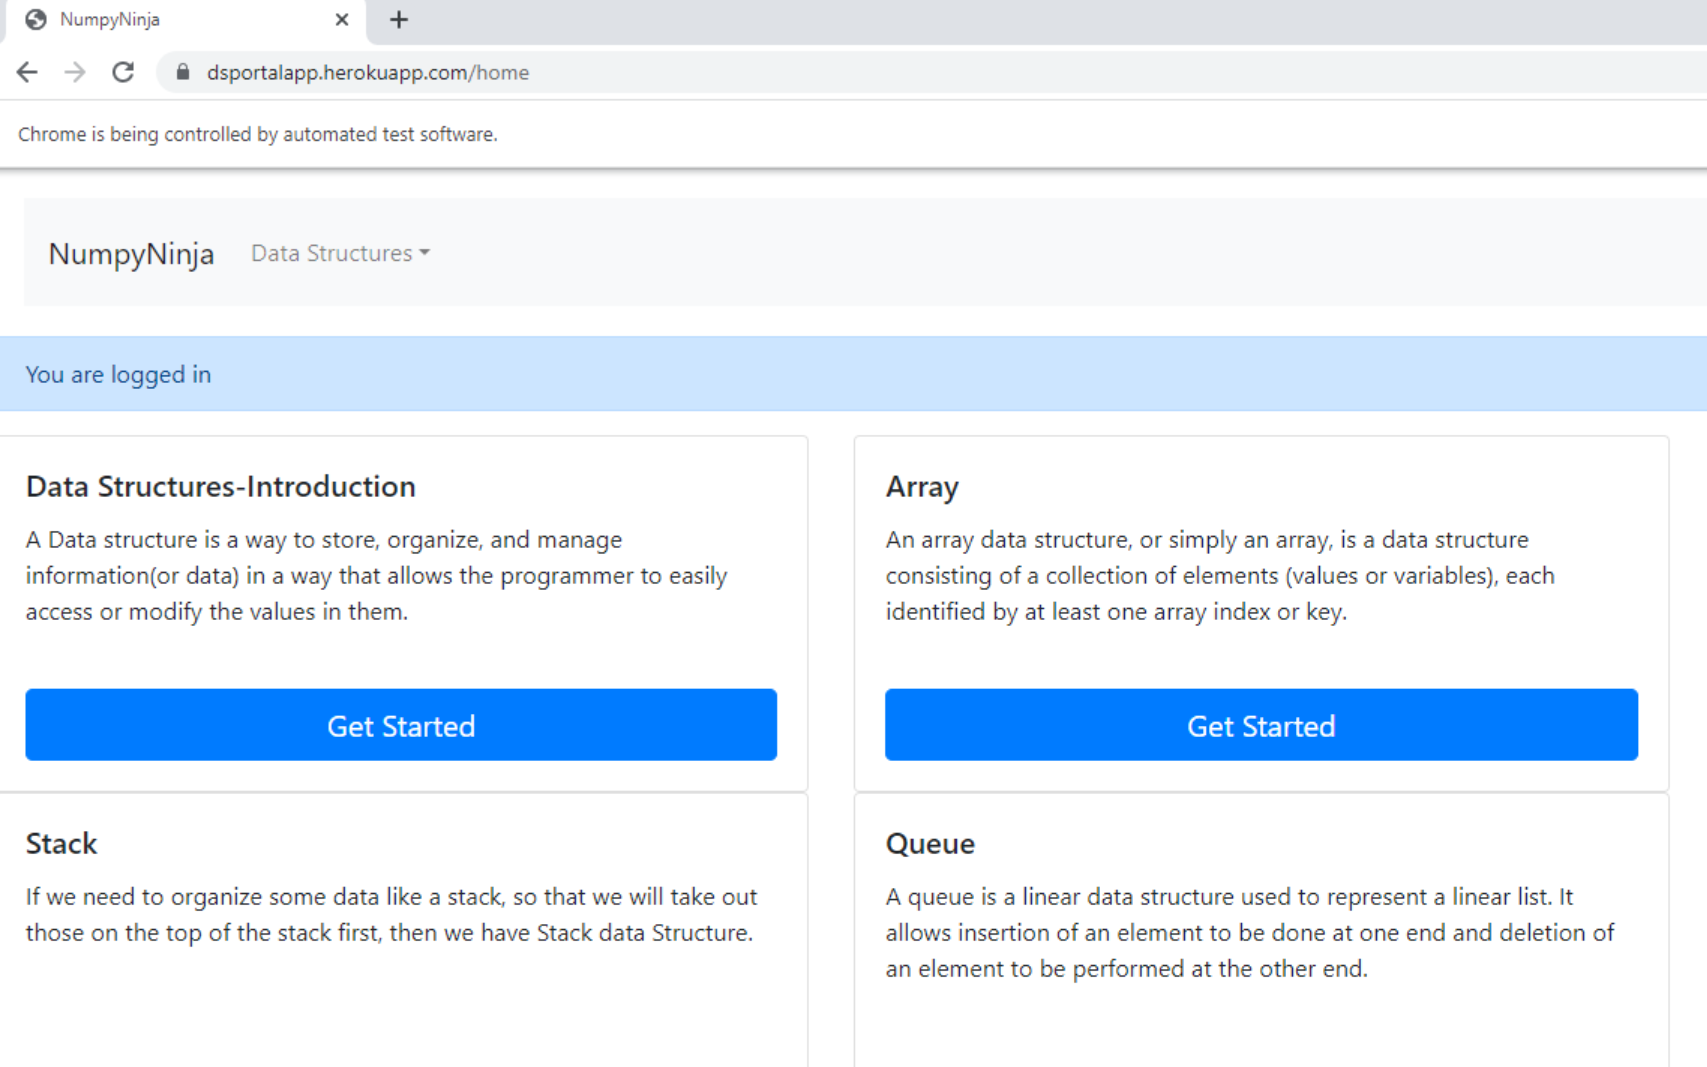 NumpyNinja
dsportalapp.herokuapp.com/home
Chrome is being controlled by automated test software.
NumpyNinja
Data Structures
You are logged in
Data Structures-Introduction
A Data structure is a way to store, organize, and manage
information(or data) in a way that allows the programmer to easily
access or modify the values in them.
Get Started
Array
An array data structure, or simply an array, is a data structure
consisting of a collection of elements (values or variables), each
identified by at least one array index or key.
Get Started
Stack
If we need to organize some data like a stack, so that we will take out
those on the top of the stack first, then we have Stack data Structure.
Queue
A queue is a linear data structure used to represent a linear list. It
allows insertion of an element to be done at one end and deletion of
an element to be performed at the other end.